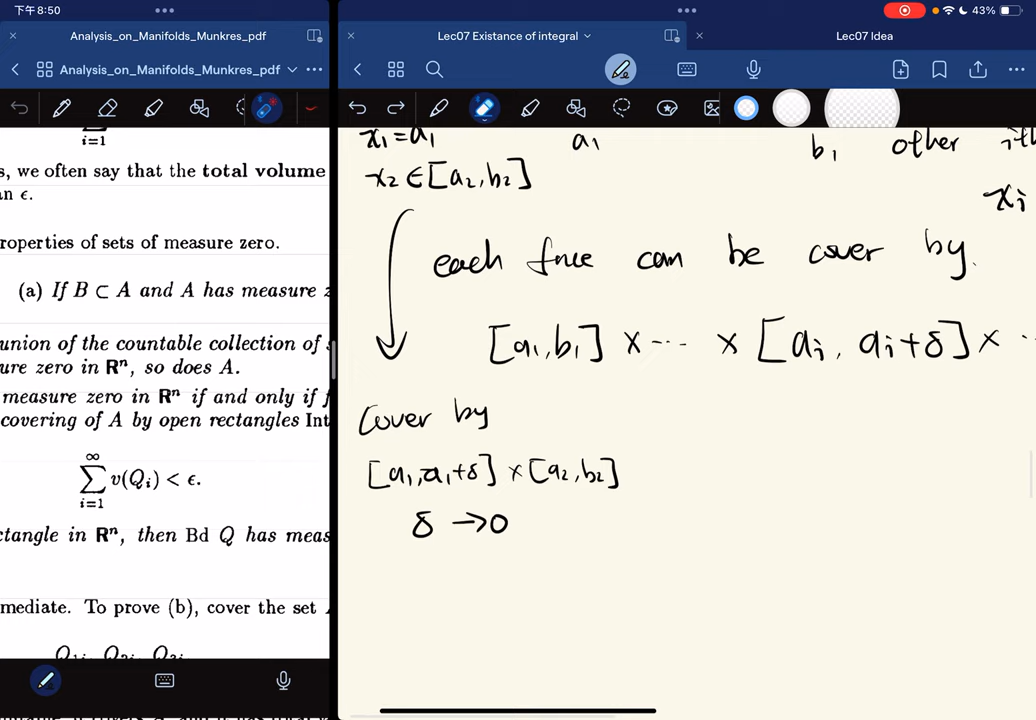 下午8:50
43%
Analysis_on_Manifolds_Munkres_pdf
Analysis_on_Manifolds_Munkres_pdf
i=1
s, we often say that the total volume
an ϵ.
roperties of sets of measure zero.
(a) If B ⊂ A and A has measure z
union of the countable collection of s
ure zero in Rⁿ, so does A.
measure zero in Rⁿ if and only if f
covering of A by open rectangles Int
∞
∑ v(Qᵢ) < ϵ.
i=1
ctangle in Rⁿ, then Bd Q has meas
mediate. To prove (b), cover the set
Lec07 Existance of integral
Lec07 Idea
x₁=a₁ a₁ b₁ other ith
x₂ ∈ [a₂,b₂] xᵢ
each face can be cover by.
[a₁,b₁] × ··· × [aᵢ, aᵢ+δ] × ··
Cover by
[a₁,a₁+δ] × [a₂,b₂]
δ → 0